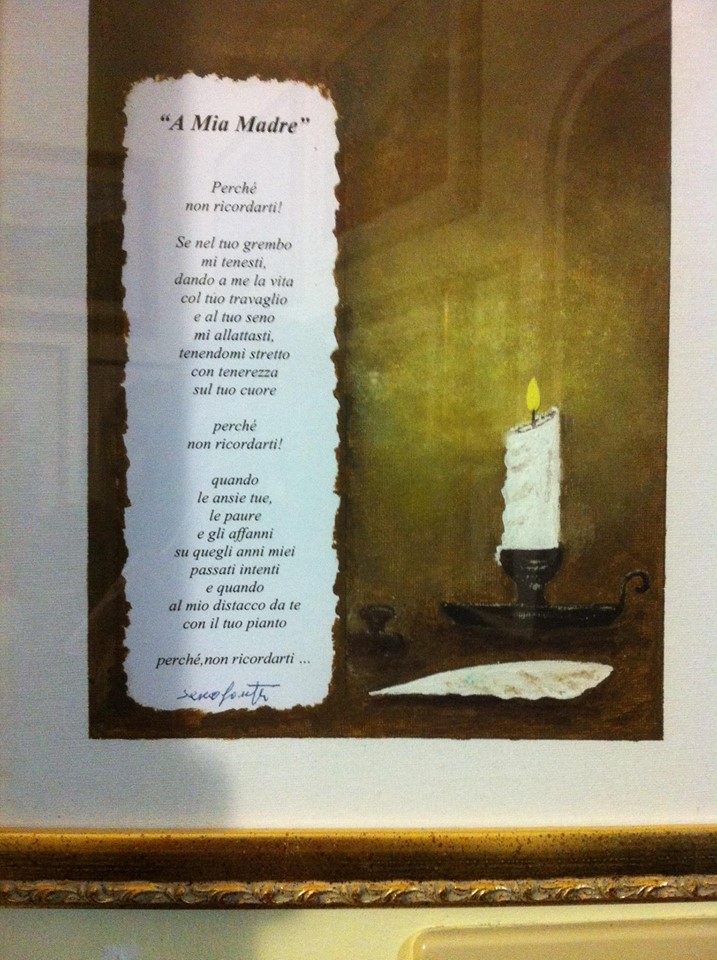 “A Mia Madre”
Perché
non ricordarti!
Se nel tuo grembo
mi tenesti,
dando a me la vita
col tuo travaglio
e al tuo seno
mi allattasti,
tenendomi stretto
con tenerezza
sul tuo cuore
perché
non ricordarti!
quando
le ansie tue,
le paure
e gli affanni
su quegli anni miei
passati intenti
e quando
al mio distacco da te
con il tuo pianto
perché,non ricordarti ...